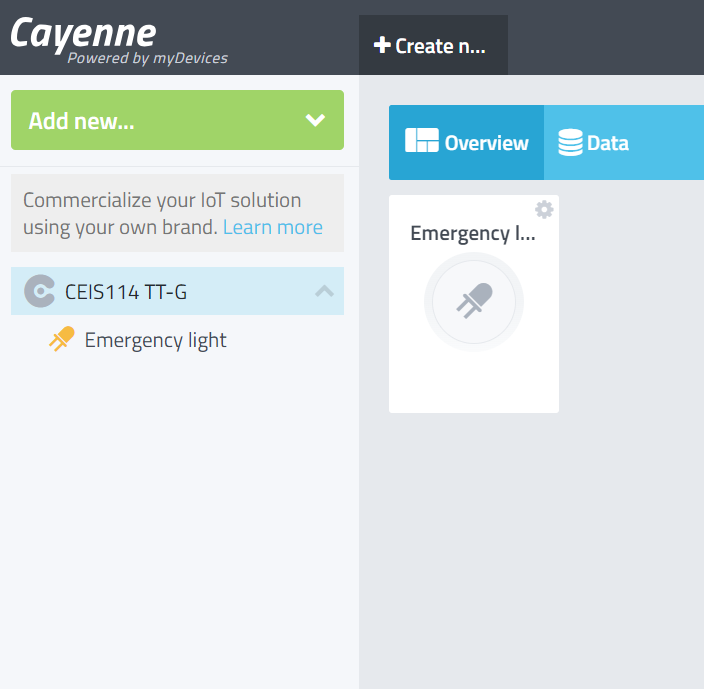 Cayenne
Powered by myDevices
Create n...
Add new...
Overview
Data
Commercialize your IoT solution
using your own brand. Learn more
Emergency l...
CEIS114 TT-G
Emergency light